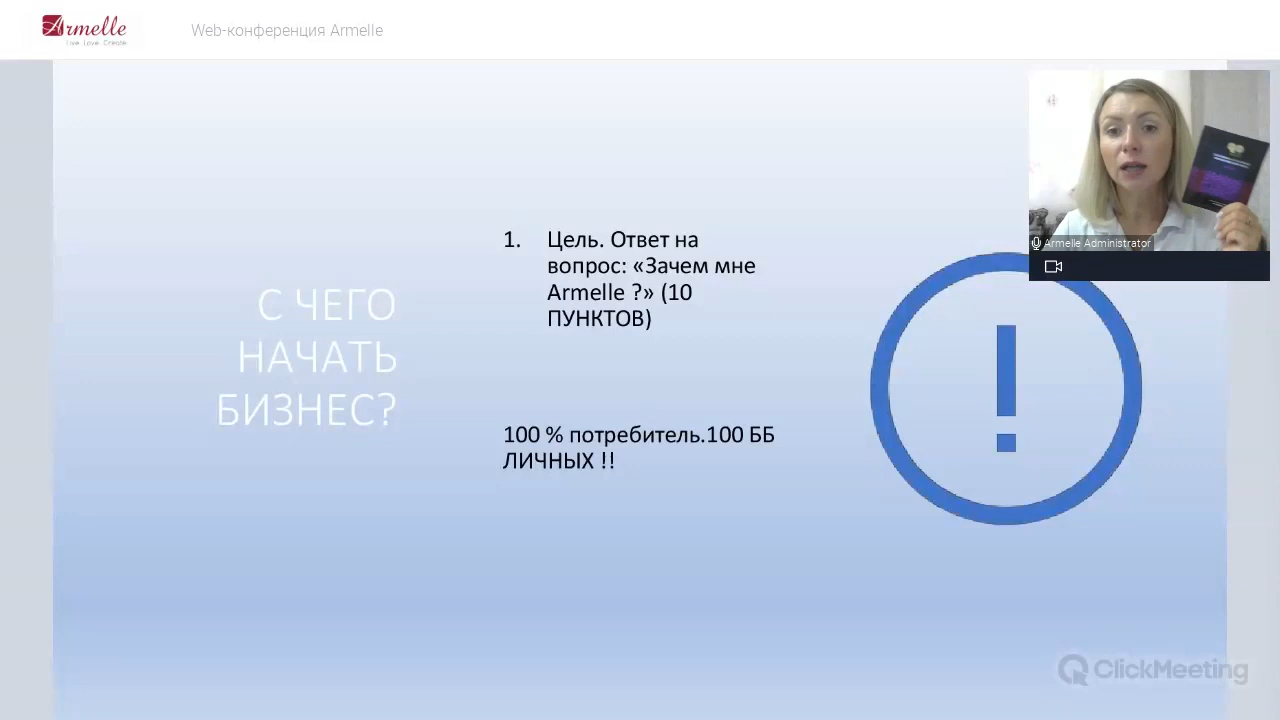 Armelle
Live. Love. Create.
Web-конференция Armelle
Armelle Administrator
С ЧЕГО
НАЧАТЬ
БИЗНЕС?
1. Цель. Ответ на
вопрос: «Зачем мне
Armelle ?» (10
ПУНКТОВ)
100 % потребитель.100 ББ
ЛИЧНЫХ !!
ClickMeeting